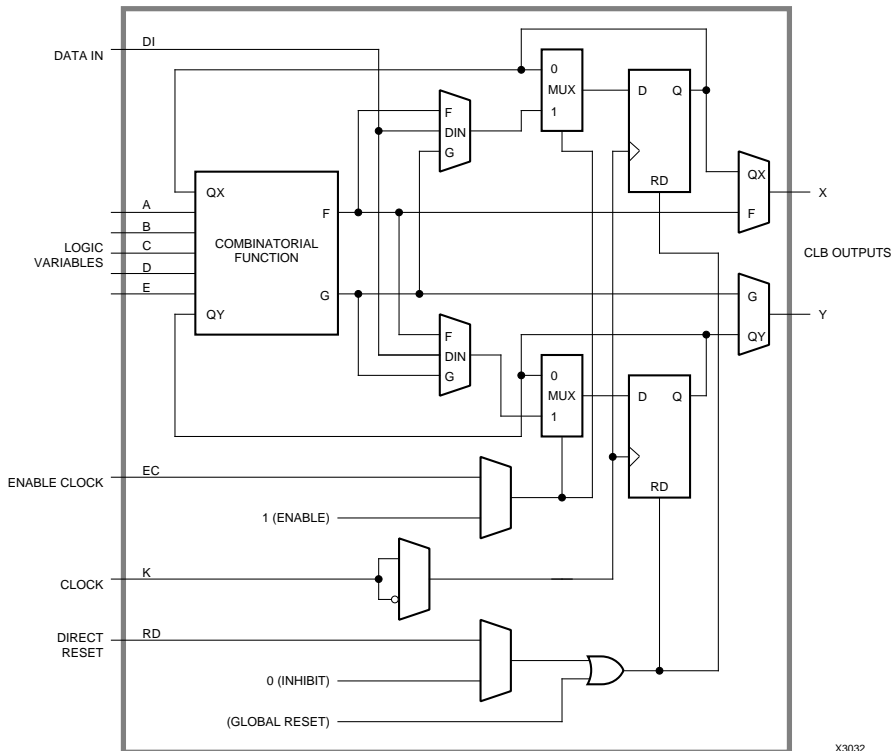 DATA IN
DI
0
MUX
1
D
Q
RD
F
DIN
G
QX
F
X
QX
A
B
LOGIC
VARIABLES
C
D
E
COMBINATORIAL
FUNCTION
F
G
QY
CLB OUTPUTS
G
QY
Y
F
DIN
G
0
MUX
1
D
Q
RD
ENABLE CLOCK
EC
1 (ENABLE)
CLOCK
K
DIRECT
RESET
RD
0 (INHIBIT)
(GLOBAL RESET)
X3032